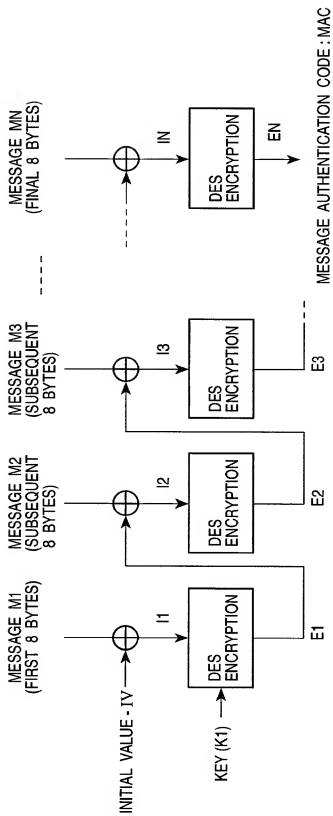 MESSAGE M1
(FIRST 8 BYTES)
MESSAGE M2
(SUBSEQUENT
8 BYTES)
MESSAGE M3
(SUBSEQUENT
8 BYTES)
MESSAGE MN
(FINAL 8 BYTES)
INITIAL VALUE - IV
I1
I2
I3
IN
KEY (K1)
DES
ENCRYPTION
DES
ENCRYPTION
DES
ENCRYPTION
DES
ENCRYPTION
E1
E2
E3
EN
MESSAGE AUTHENTICATION CODE : MAC